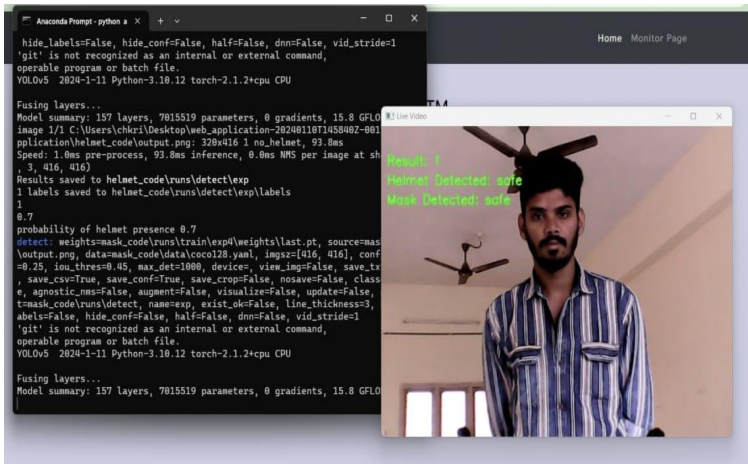 Anaconda Prompt - python a
hide_labels=False, hide_conf=False, half=False, dnn=False, vid_stride=1
'git' is not recognized as an internal or external command,
operable program or batch file.
YOLOv5 2024-1-11 Python-3.10.12 torch-2.1.2+cpu CPU
Fusing layers...
Model summary: 157 layers, 7015519 parameters, 0 gradients, 15.8 GFLO
image 1/1 C:\Users\chkri\Desktop\web_application-20240110T145840Z-001
pplication\helmet_code\output.png: 320x416 1 no_helmet, 93.8ms
Speed: 1.0ms pre-process, 93.8ms inference, 0.0ms NMS per image at sh
, 3, 416, 416)
Results saved to helmet_code\runs\detect\exp
1 labels saved to helmet_code\runs\detect\exp\labels
1
0.7
probability of helmet presence 0.7
detect: weights=mask_code\runs\train\exp4\weights\last.pt, source=mas
\output.png, data=mask_code\data\coco128.yaml, imgsz=[416, 416], conf
=0.25, iou_thres=0.45, max_det=1000, device=, view_img=False, save_tx
, save_csv=True, save_conf=True, save_crop=False, nosave=False, class
e, agnostic_nms=False, augment=False, visualize=False, update=False,
t=mask_code\runs\detect, name=exp, exist_ok=False, line_thickness=3,
abels=False, hide_conf=False, half=False, dnn=False, vid_stride=1
'git' is not recognized as an internal or external command,
operable program or batch file.
YOLOv5 2024-1-11 Python-3.10.12 torch-2.1.2+cpu CPU
Fusing layers...
Model summary: 157 layers, 7015519 parameters, 0 gradients, 15.8 GFLO
Home Monitor Page
Live Video
Result: 1
Helmet Detected: safe
Mask Detected: safe